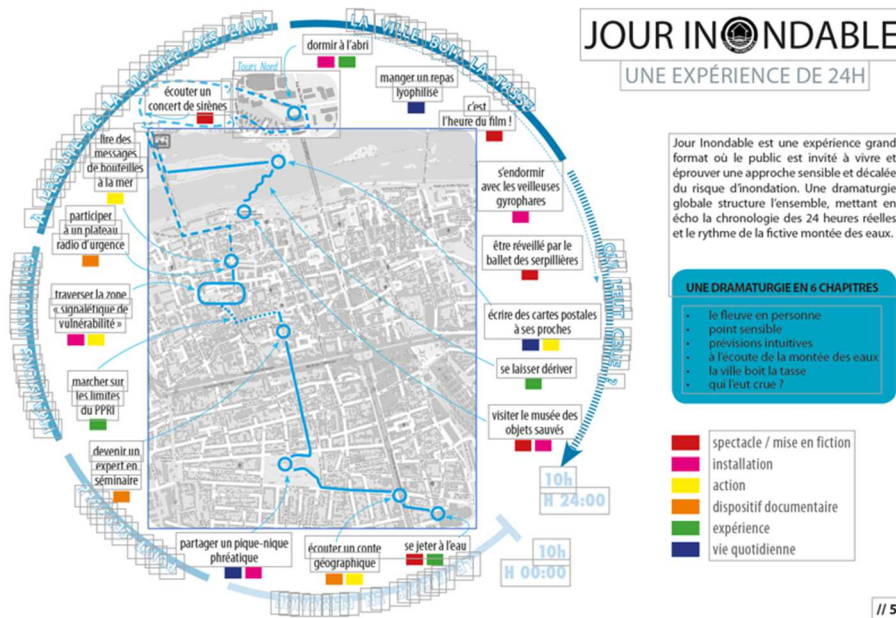 JOUR INONDABLE
UNE EXPÉRIENCE DE 24H
Jour Inondable est une expérience grand
format où le public est invité à vivre et
éprouver une approche sensible et décalée
du risque d'inondation. Une dramaturgie
globale structure l'ensemble, mettant en
écho la chronologie des 24 heures réelles
et le rythme de la fictive montée des eaux.
UNE DRAMATURGIE EN 6 CHAPITRES
• le fleuve en personne
• point sensible
• prévisions intuitives
• à l'écoute de la montée des eaux
• la ville boit la tasse
• qui l'eut crue ?
spectacle / mise en fiction
installation
action
dispositif documentaire
expérience
vie quotidienne
À L'ÉCOUTE DE LA MONTÉE DES EAUX
LA VILLE BOIT LA TASSE
QUI L'EUT CRUE ?
dormir à l'abri
Tours Nord
écouter un
concert de sirènes
manger un repas
lyophilisé
c'est
l'heure du film !
lire des
messages
de bouteilles
à la mer
s'endormir
avec les veilleuses
gyrophares
participer
à un plateau
radio d'urgence
être réveillé par le
ballet des serpillières
traverser la zone
« signalétique de
vulnérabilité »
écrire des cartes postales
à ses proches
se laisser dériver
marcher sur
les limites
du PPRI
visiter le musée des
objets sauvés
devenir un
expert en
séminaire
10h
H 24:00
partager un pique-nique
phréatique
écouter un conte
géographique
se jeter à l'eau
10h
H 00:00
// 5